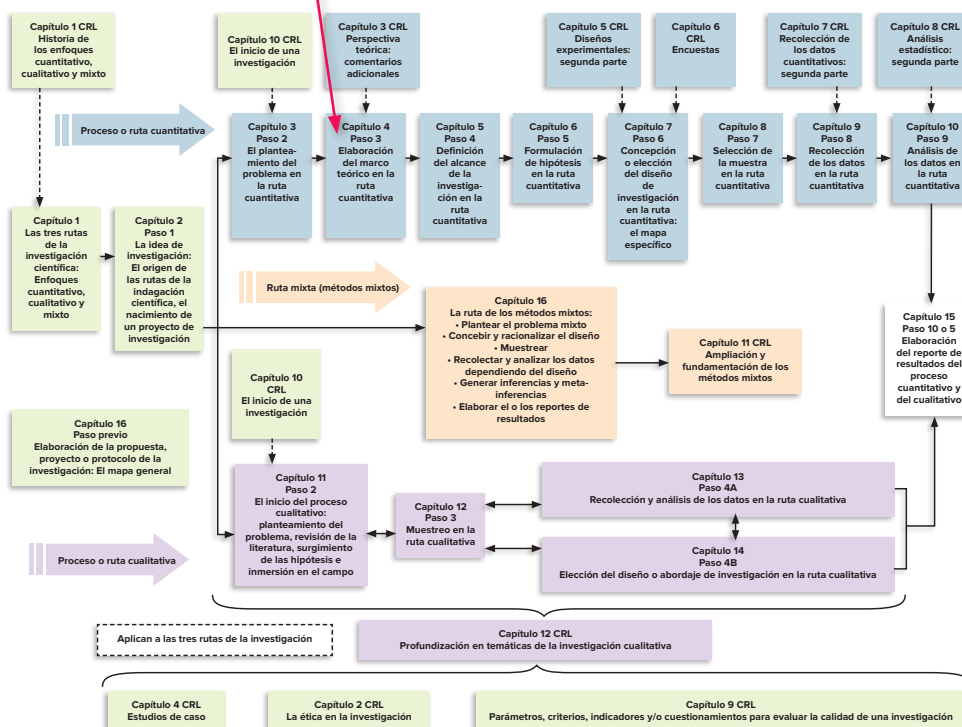 Capítulo 1 CRL
Historia de
los enfoques
cuantitativo,
cualitativo y mixto
Capítulo 10 CRL
El inicio de una
investigación
Capítulo 3 CRL
Perspectiva
teórica:
comentarios
adicionales
Capítulo 5 CRL
Diseños
experimentales:
segunda parte
Capítulo 6
CRL
Encuestas
Capítulo 7 CRL
Recolección de
los datos
cuantitativos:
segunda parte
Capítulo 8 CRL
Análisis
estadístico:
segunda parte
Proceso o ruta cuantitativa
Capítulo 3
Paso 2
El plantea-
miento del
problema en
la ruta
cuantitativa
Capítulo 4
Paso 3
Elaboración
del marco
teórico en la
ruta
cuantitativa
Capítulo 5
Paso 4
Definición
del alcance
de la
investiga-
ción en la
ruta
cuantitativa
Capítulo 6
Paso 5
Formulación
de hipótesis
en la ruta
cuantitativa
Capítulo 7
Paso 6
Concepción
o elección
del diseño
de
investigación
en la ruta
cuantitativa:
el mapa
específico
Capítulo 8
Paso 7
Selección de
la muestra
en la ruta
cuantitativa
Capítulo 9
Paso 8
Recolección
de los datos
en la ruta
cuantitativa
Capítulo 10
Paso 9
Análisis de
los datos en
la ruta
cuantitativa
Capítulo 1
Las tres rutas
de la
investigación
científica:
Enfoques
cuantitativo,
cualitativo y
mixto
Capítulo 2
Paso 1
La idea de
investigación:
El origen de
las rutas de la
indagación
científica, el
nacimiento de
un proyecto de
investigación
Ruta mixta (métodos mixtos)
Capítulo 16
La ruta de los métodos mixtos:
• Plantear el problema mixto
• Concebir y racionalizar el diseño
• Muestrear
• Recolectar y analizar los datos
dependiendo del diseño
• Generar inferencias y meta-
inferencias
• Elaborar el o los reportes de
resultados
Capítulo 11 CRL
Ampliación y
fundamentación de los
métodos mixtos
Capítulo 15
Paso 10 o 5
Elaboración
del reporte de
resultados del
proceso
cuantitativo y
del cualitativo
Capítulo 10
CRL
El inicio de una
investigación
Capítulo 16
Paso previo
Elaboración de la propuesta,
proyecto o protocolo de la
investigación: El mapa general
Proceso o ruta cualitativa
Capítulo 11
Paso 2
El inicio del proceso
cualitativo:
planteamiento del
problema, revisión de la
literatura, surgimiento
de las hipótesis e
inmersión en el campo
Capítulo 12
Paso 3
Muestreo en la
ruta cualitativa
Capítulo 13
Paso 4A
Recolección y análisis de los datos en la ruta cualitativa
Capítulo 14
Paso 4B
Elección del diseño o abordaje de investigación en la ruta cualitativa
Aplican a las tres rutas de la investigación
Capítulo 12 CRL
Profundización en temáticas de la investigación cualitativa
Capítulo 4 CRL
Estudios de caso
Capítulo 2 CRL
La ética en la investigación
Capítulo 9 CRL
Parámetros, criterios, indicadores y/o cuestionamientos para evaluar la calidad de una investigación